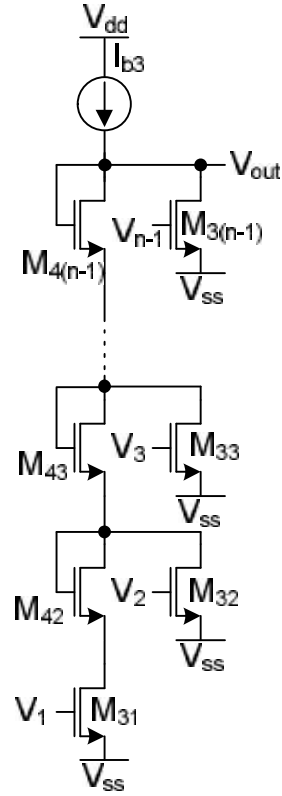 Vdd
Ib3
Vout
Vn-1 M3(n-1)
M4(n-1)
Vss
V3 M33
M43
Vss
V2 M32
M42
Vss
V1 M31
Vss